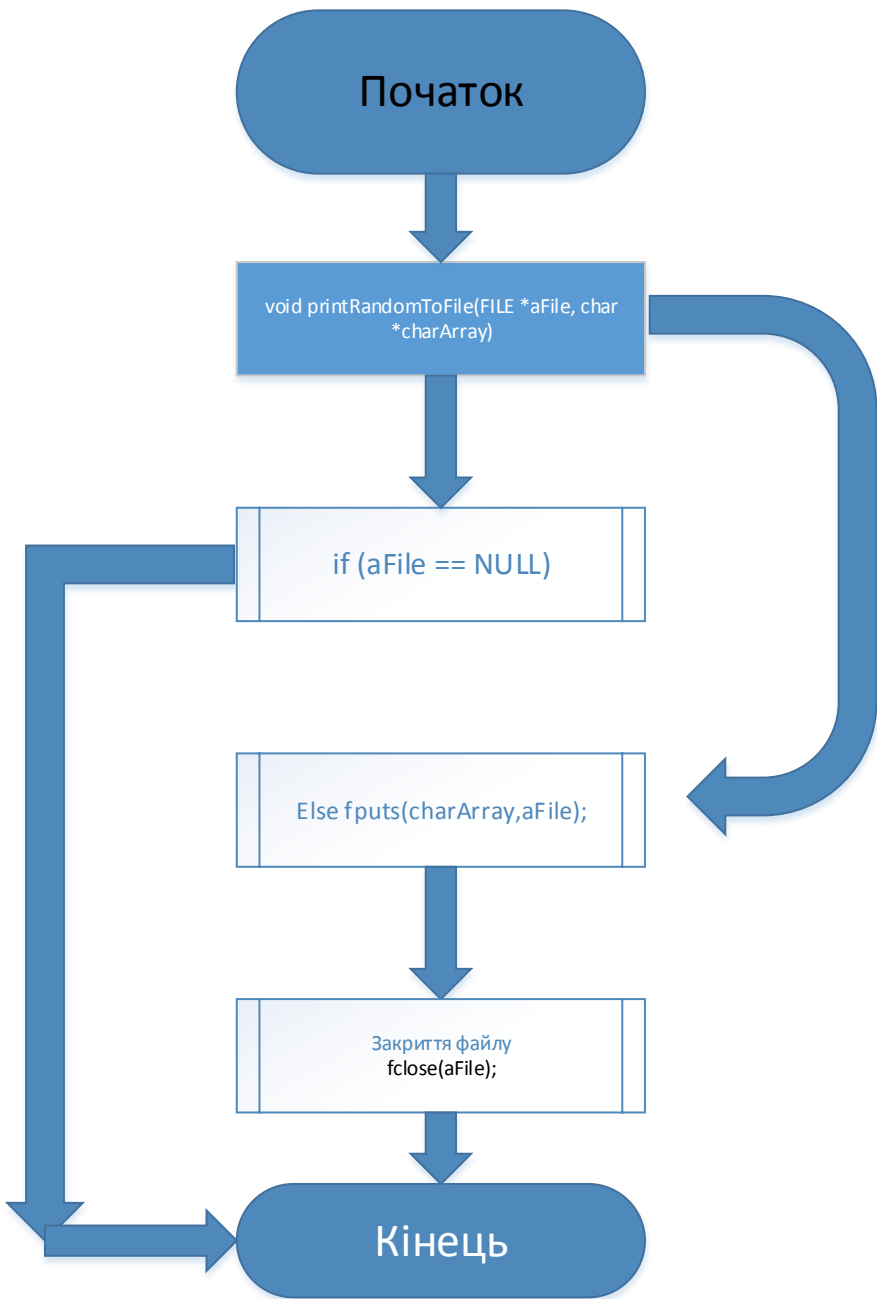 Початок
void printRandomToFile(FILE *aFile, char
*charArray)
if (aFile == NULL)
Else fputs(charArray,aFile);
Закриття файлу
fclose(aFile);
Кінець